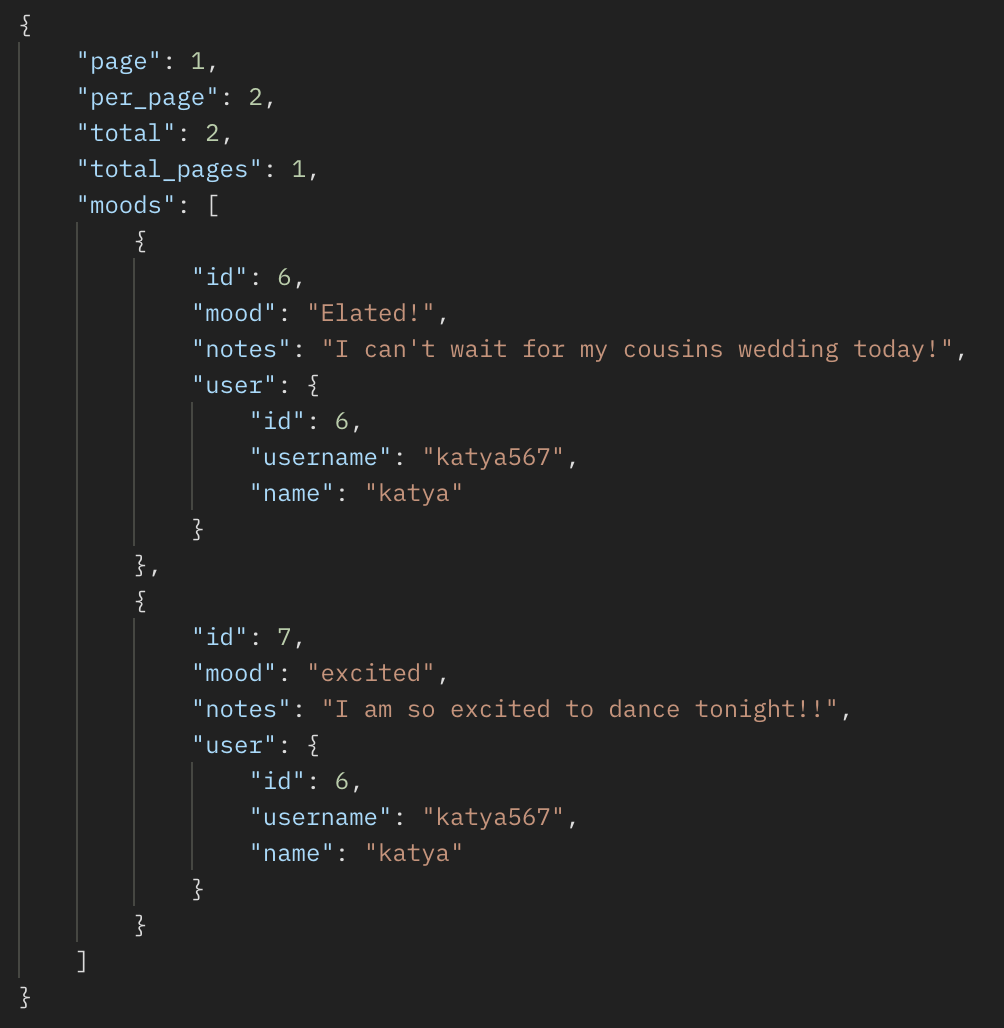 {
    "page": 1,
    "per_page": 2,
    "total": 2,
    "total_pages": 1,
    "moods": [
        {
            "id": 6,
            "mood": "Elated!",
            "notes": "I can't wait for my cousins wedding today!",
            "user": {
                "id": 6,
                "username": "katya567",
                "name": "katya"
            }
        },
        {
            "id": 7,
            "mood": "excited",
            "notes": "I am so excited to dance tonight!!",
            "user": {
                "id": 6,
                "username": "katya567",
                "name": "katya"
            }
        }
    ]
}